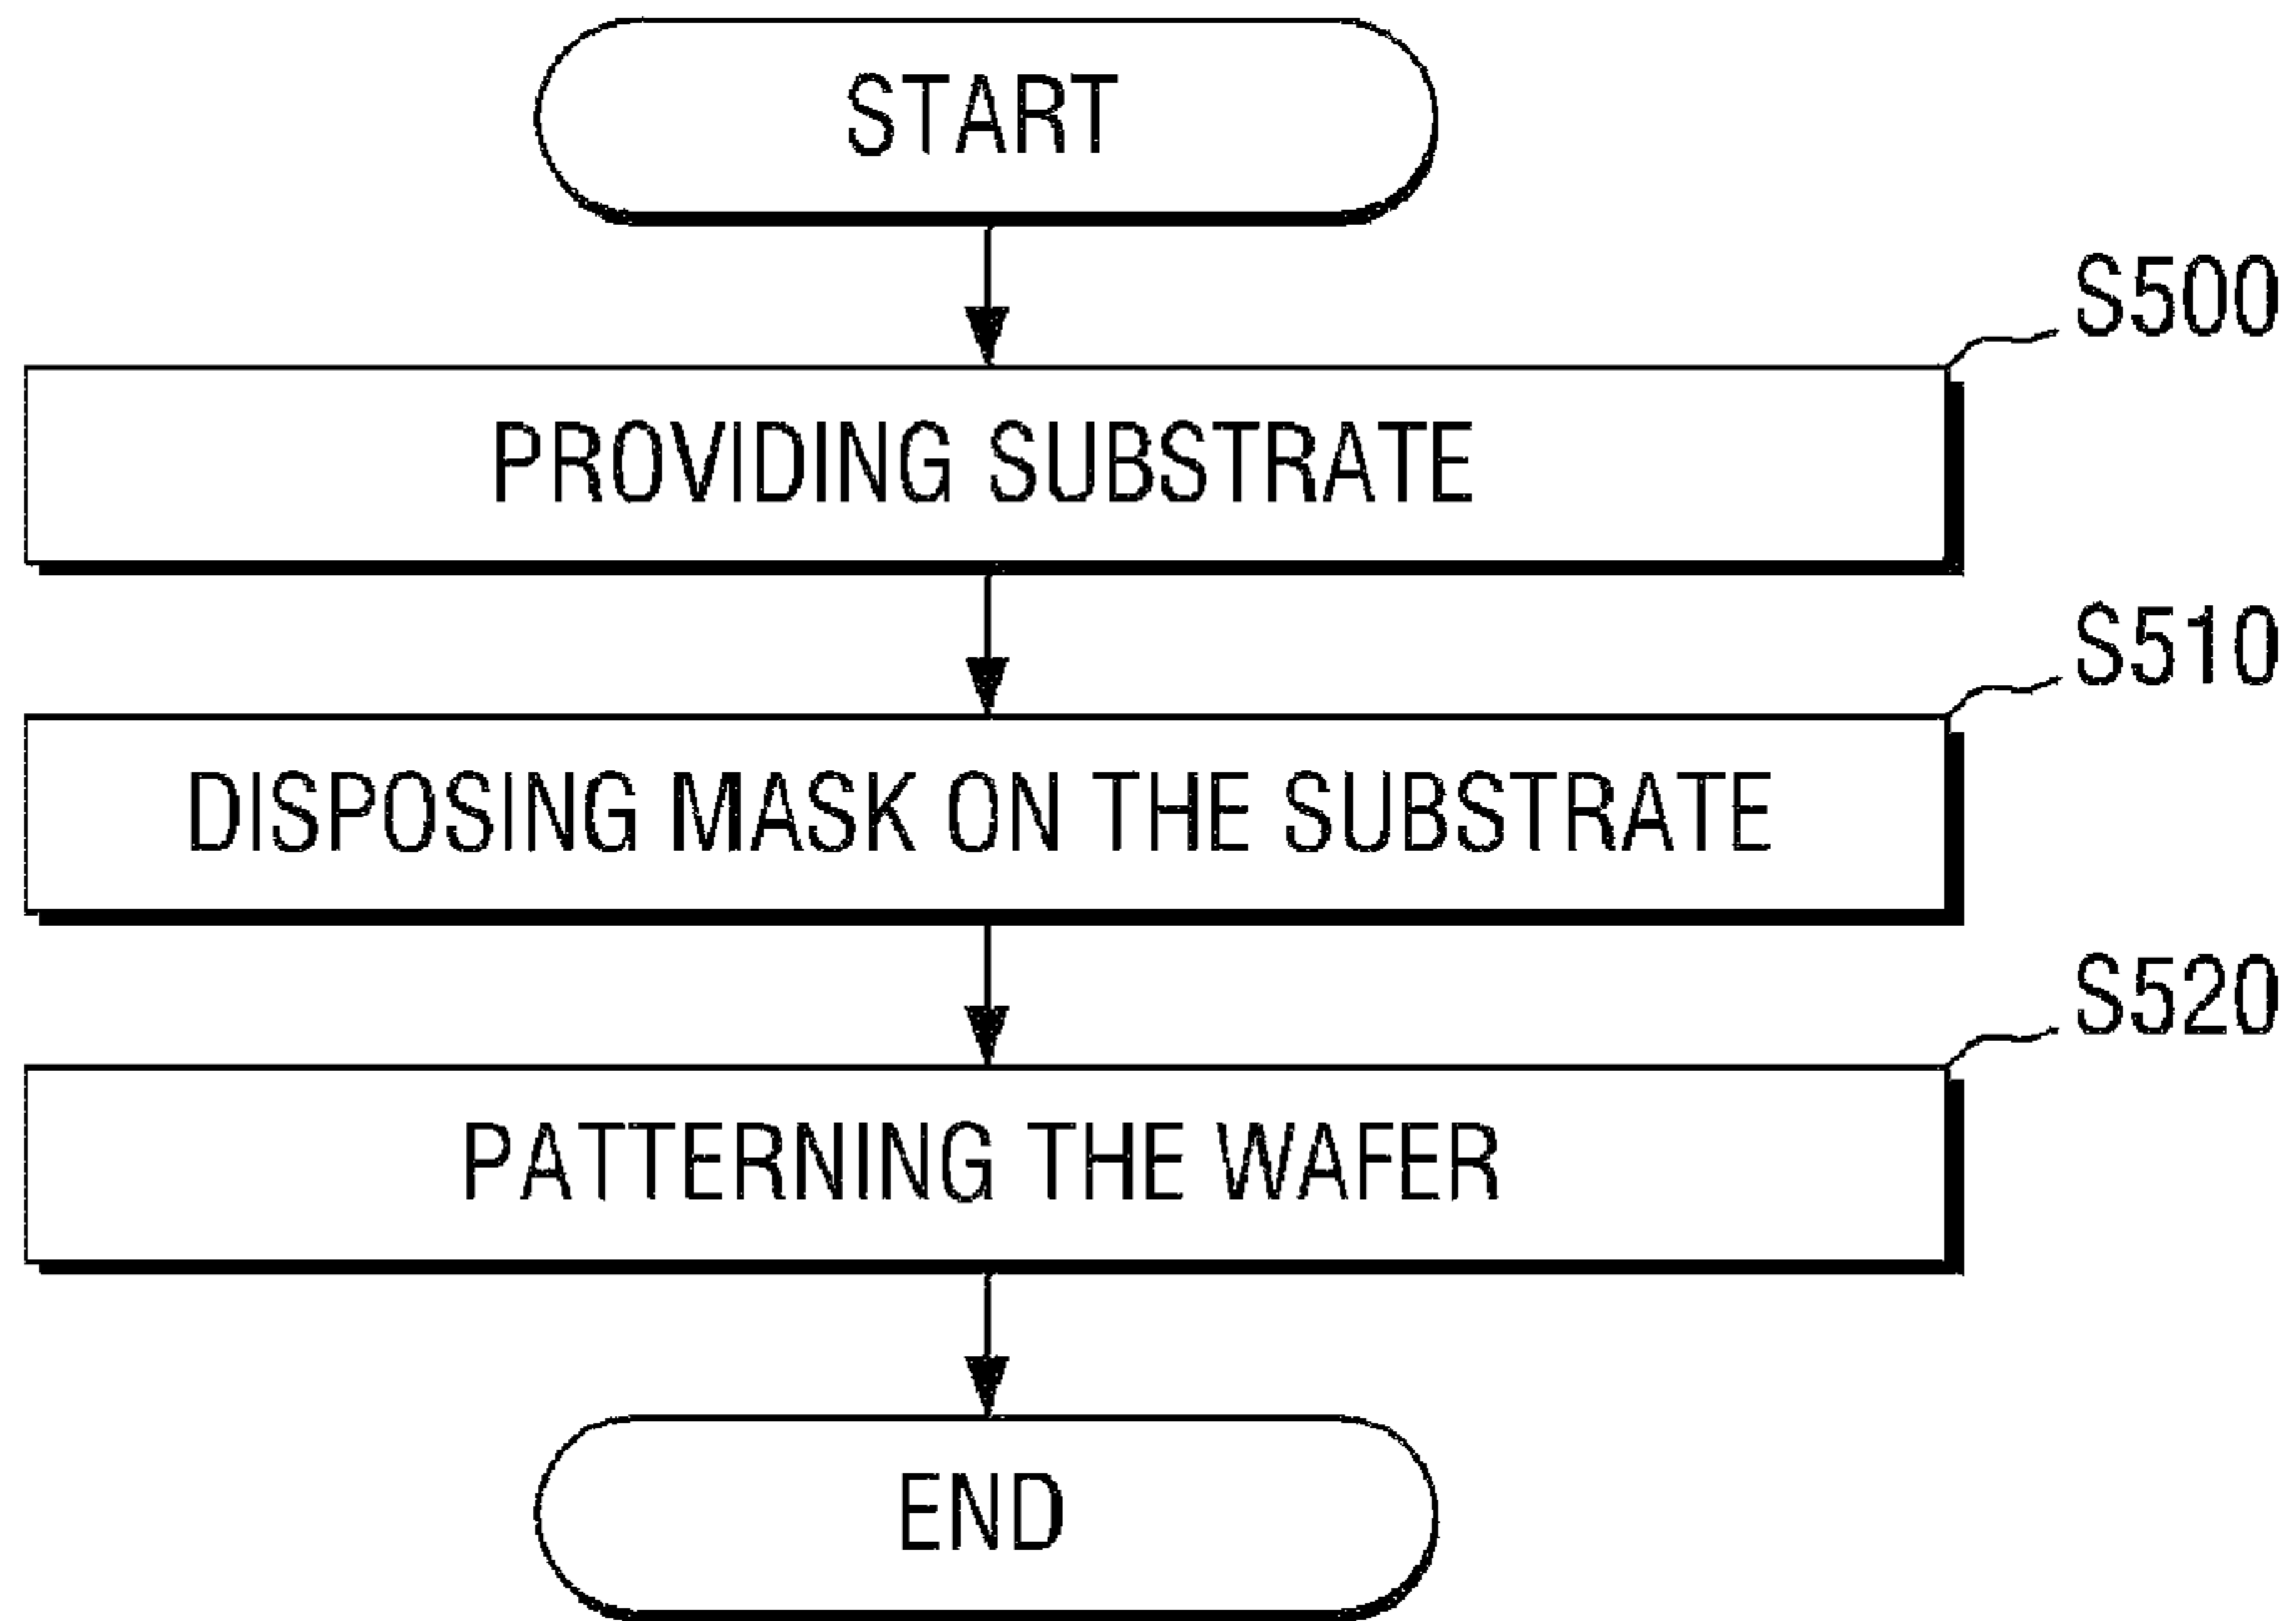 START
S500
PROVIDING SUBSTRATE
S510
DISPOSING MASK ON THE SUBSTRATE
S520
PATTERNING THE WAFER
END